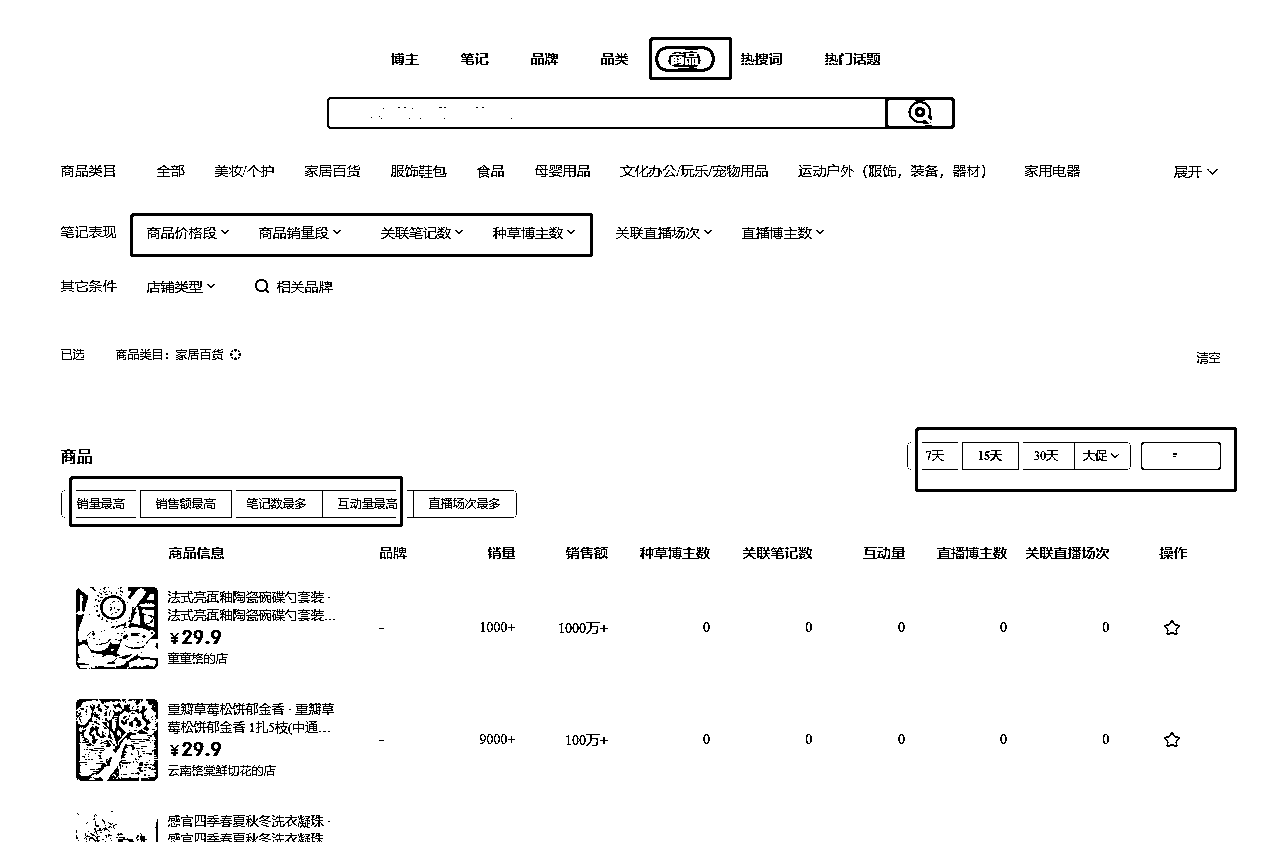 博主 笔记 品牌 品类 商品 热搜词 热门话题
商品类目 全部 美妆/个护 家居百货 服饰鞋包 食品 母婴用品 文化办公/玩乐/宠物用品 运动户外（服饰，装备，器材） 家用电器 展开
笔记表现 商品价格段 商品销量段 关联笔记数 种草博主数 关联直播场次 直播博主数
其它条件 店铺类型 相关品牌
已选 商品类目：家居百货
清空
商品 7天 15天 30天 大促
销量最高 销售额最高 笔记数最多 互动量最高 直播场次最多
商品信息 品牌 销量 销售额 种草博主数 关联笔记数 互动量 直播博主数 关联直播场次 操作
法式亮面釉陶瓷碗碟勺套装 ·
法式亮面釉陶瓷碗碟勺套装...
¥29.9
- 1000+ 1000万+ 0 0 0 0 0
童童悠的店
重瓣草莓松饼郁金香 · 重瓣草
莓松饼郁金香 1扎5枝(中通...
¥29.9
- 9000+ 100万+ 0 0 0 0 0
云南悠棠鲜切花的店
感官四季春夏秋冬洗衣凝珠 ·
感官四季春夏秋冬洗衣凝珠